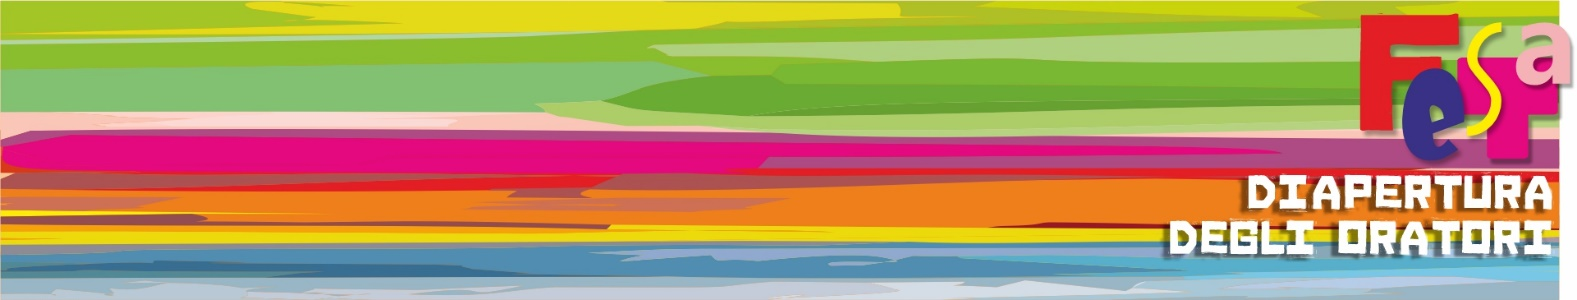 FeSTa
DIAPERTURA
DEGLI ORATORI